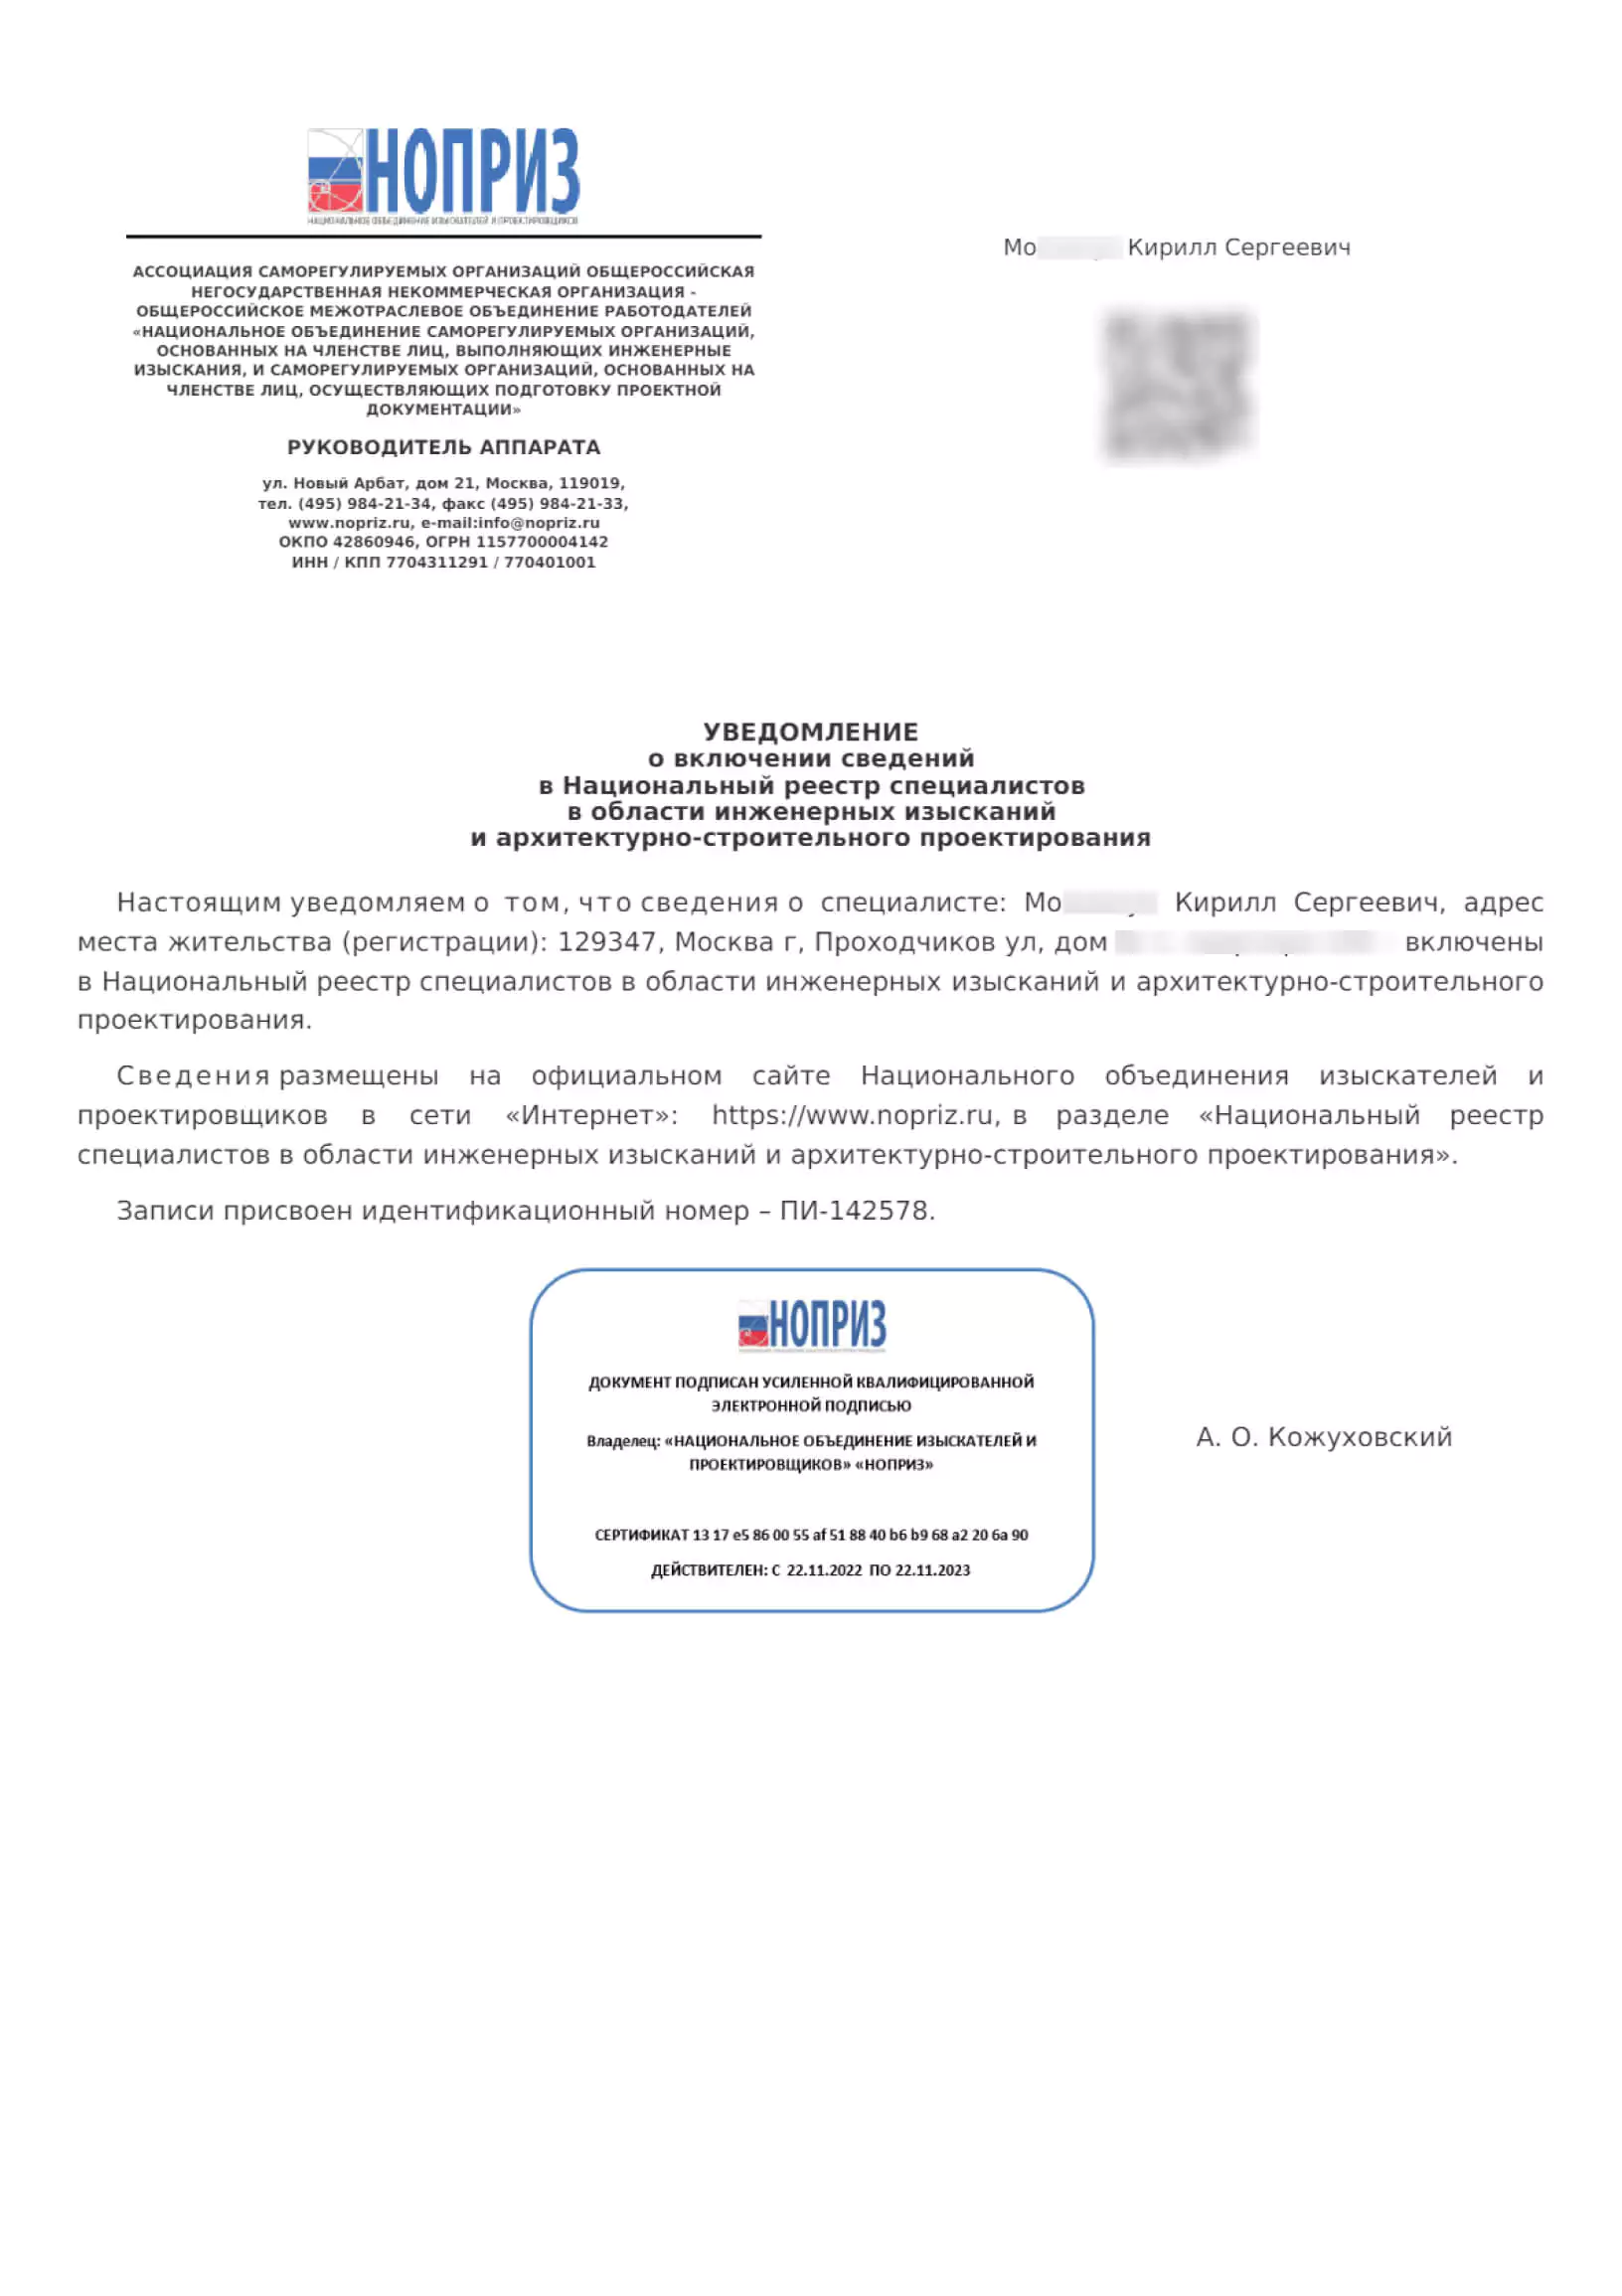 НОПРИЗ
НАЦИОНАЛЬНОЕ ОБЪЕДИНЕНИЕ ИЗЫСКАТЕЛЕЙ И ПРОЕКТИРОВЩИКОВ
АССОЦИАЦИЯ САМОРЕГУЛИРУЕМЫХ ОРГАНИЗАЦИЙ ОБЩЕРОССИЙСКАЯ
НЕГОСУДАРСТВЕННАЯ НЕКОММЕРЧЕСКАЯ ОРГАНИЗАЦИЯ -
ОБЩЕРОССИЙСКОЕ МЕЖОТРАСЛЕВОЕ ОБЪЕДИНЕНИЕ РАБОТОДАТЕЛЕЙ
«НАЦИОНАЛЬНОЕ ОБЪЕДИНЕНИЕ САМОРЕГУЛИРУЕМЫХ ОРГАНИЗАЦИЙ,
ОСНОВАННЫХ НА ЧЛЕНСТВЕ ЛИЦ, ВЫПОЛНЯЮЩИХ ИНЖЕНЕРНЫЕ
ИЗЫСКАНИЯ, И САМОРЕГУЛИРУЕМЫХ ОРГАНИЗАЦИЙ, ОСНОВАННЫХ НА
ЧЛЕНСТВЕ ЛИЦ, ОСУЩЕСТВЛЯЮЩИХ ПОДГОТОВКУ ПРОЕКТНОЙ
ДОКУМЕНТАЦИИ»
РУКОВОДИТЕЛЬ АППАРАТА
ул. Новый Арбат, дом 21, Москва, 119019,
тел. (495) 984-21-34, факс (495) 984-21-33,
www.nopriz.ru, e-mail:info@nopriz.ru
ОКПО 42860946, ОГРН 1157700004142
ИНН / КПП 7704311291 / 770401001
Кирилл Сергеевич
УВЕДОМЛЕНИЕ
о включении сведений
в Национальный реестр специалистов
в области инженерных изысканий
и архитектурно-строительного проектирования
Настоящим уведомляем о том, что сведения о специалисте: Кирилл Сергеевич, адрес
места жительства (регистрации): 129347, Москва г, Проходчиков ул, дом включены
в Национальный реестр специалистов в области инженерных изысканий и архитектурно-строительного
проектирования.
Сведения размещены на официальном сайте Национального объединения изыскателей и
проектировщиков в сети «Интернет»: https://www.nopriz.ru, в разделе «Национальный реестр
специалистов в области инженерных изысканий и архитектурно-строительного проектирования».
Записи присвоен идентификационный номер – ПИ-142578.
НОПРИЗ
ДОКУМЕНТ ПОДПИСАН УСИЛЕННОЙ КВАЛИФИЦИРОВАННОЙ
ЭЛЕКТРОННОЙ ПОДПИСЬЮ
Владелец: «НАЦИОНАЛЬНОЕ ОБЪЕДИНЕНИЕ ИЗЫСКАТЕЛЕЙ И
ПРОЕКТИРОВЩИКОВ» «НОПРИЗ»
СЕРТИФИКАТ 13 17 e5 86 00 55 af 51 88 40 b6 b9 68 a2 20 6a 90
ДЕЙСТВИТЕЛЕН: С 22.11.2022 ПО 22.11.2023
А. О. Кожуховский